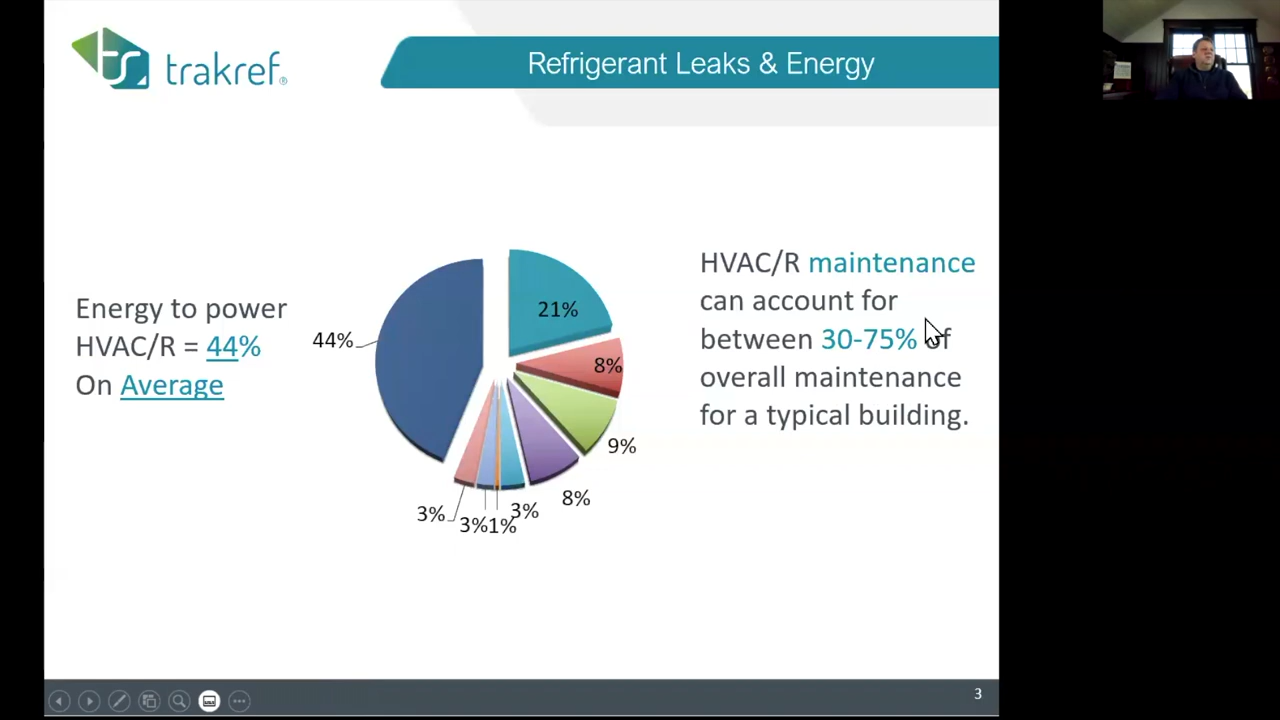 trakref®
Refrigerant Leaks & Energy
Energy to power
HVAC/R = 44%
On Average
44%
21%
8%
9%
8%
3%
1%
3%
3%
HVAC/R maintenance
can account for
between 30-75% of
overall maintenance
for a typical building.
3